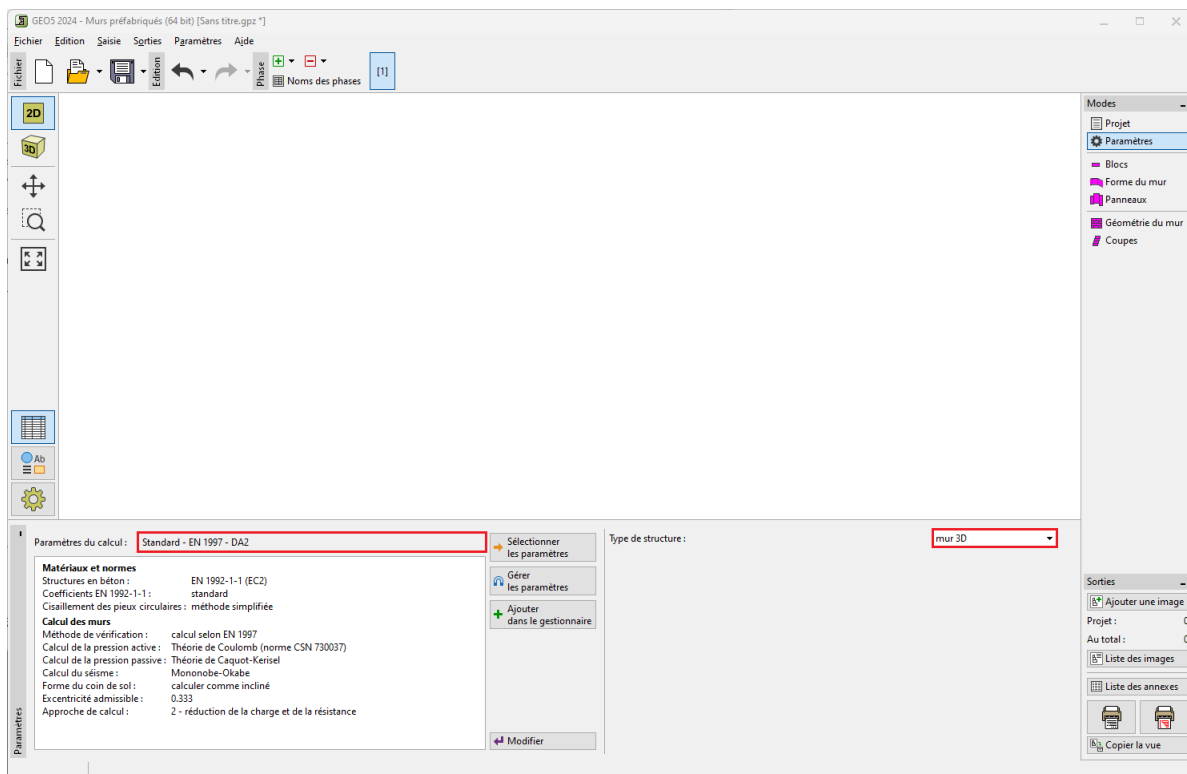 GEO5 2024 - Murs préfabriqués (64 bit) [Sans titre.gpz *]
Fichier Edition Saisie Sorties Paramètres Ajde
Fichier
Edition
Phase
Noms des phases
[1]
2D
3D
Ab
Modes
Projet
Paramètres
Blocs
Forme du mur
Panneaux
Géométrie du mur
Coupes
Paramètres
Paramètres du calcul : Standard - EN 1997 - DA2
Matériaux et normes
Structures en béton : EN 1992-1-1 (EC2)
Coefficients EN 1992-1-1 : standard
Cisaillement des pieux circulaires : méthode simplifiée
Calcul des murs
Méthode de vérification : calcul selon EN 1997
Calcul de la pression active : Théorie de Coulomb (norme CSN 730037)
Calcul de la pression passive : Théorie de Caquot-Kerisel
Calcul du séisme : Mononobe-Okabe
Forme du coin de sol : calculer comme incliné
Excentricité admissible : 0.333
Approche de calcul : 2 - réduction de la charge et de la résistance
Sélectionner
les paramètres
Gérer
les paramètres
Ajouter
dans le gestionnaire
Modifier
Type de structure : mur 3D
Sorties
Ajouter une image
Projet : 0
Au total : 0
Liste des images
Liste des annexes
Copier la vue